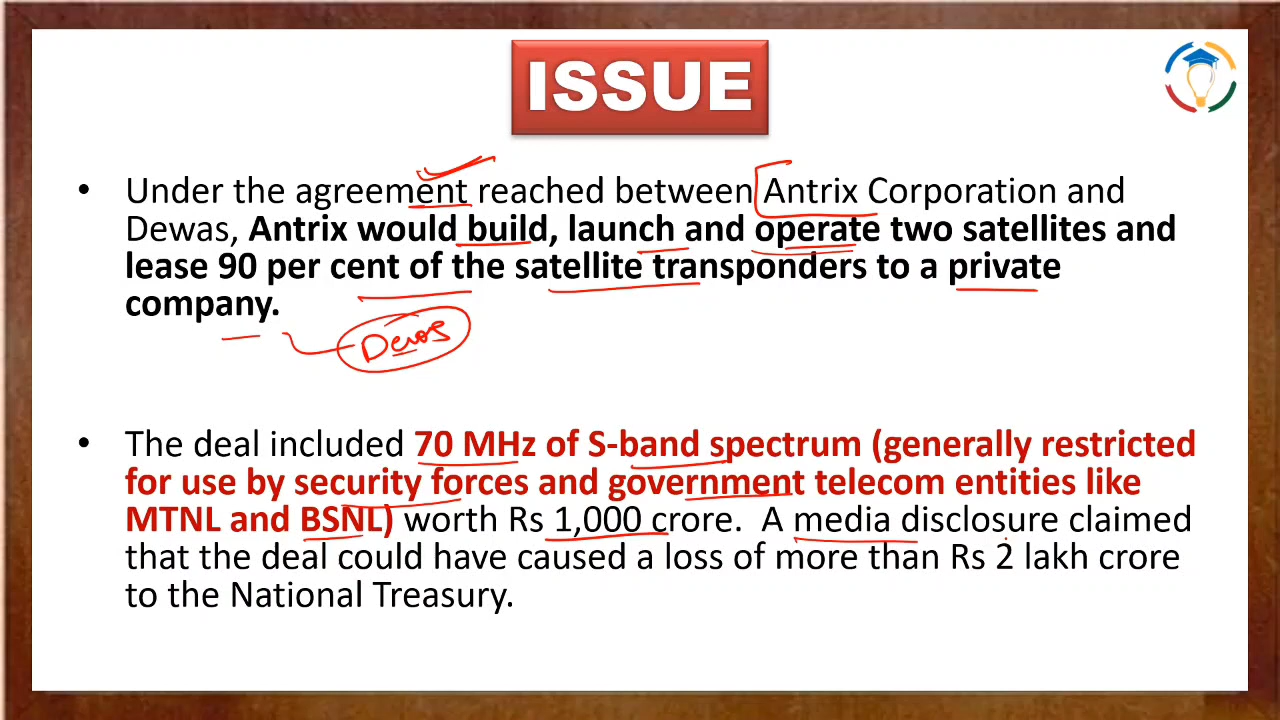 ISSUE
• Under the agreement reached between Antrix Corporation and
Dewas, Antrix would build, launch and operate two satellites and
lease 90 per cent of the satellite transponders to a private
company.
Dewas
• The deal included 70 MHz of S-band spectrum (generally restricted
for use by security forces and government telecom entities like
MTNL and BSNL) worth Rs 1,000 crore. A media disclosure claimed
that the deal could have caused a loss of more than Rs 2 lakh crore
to the National Treasury.